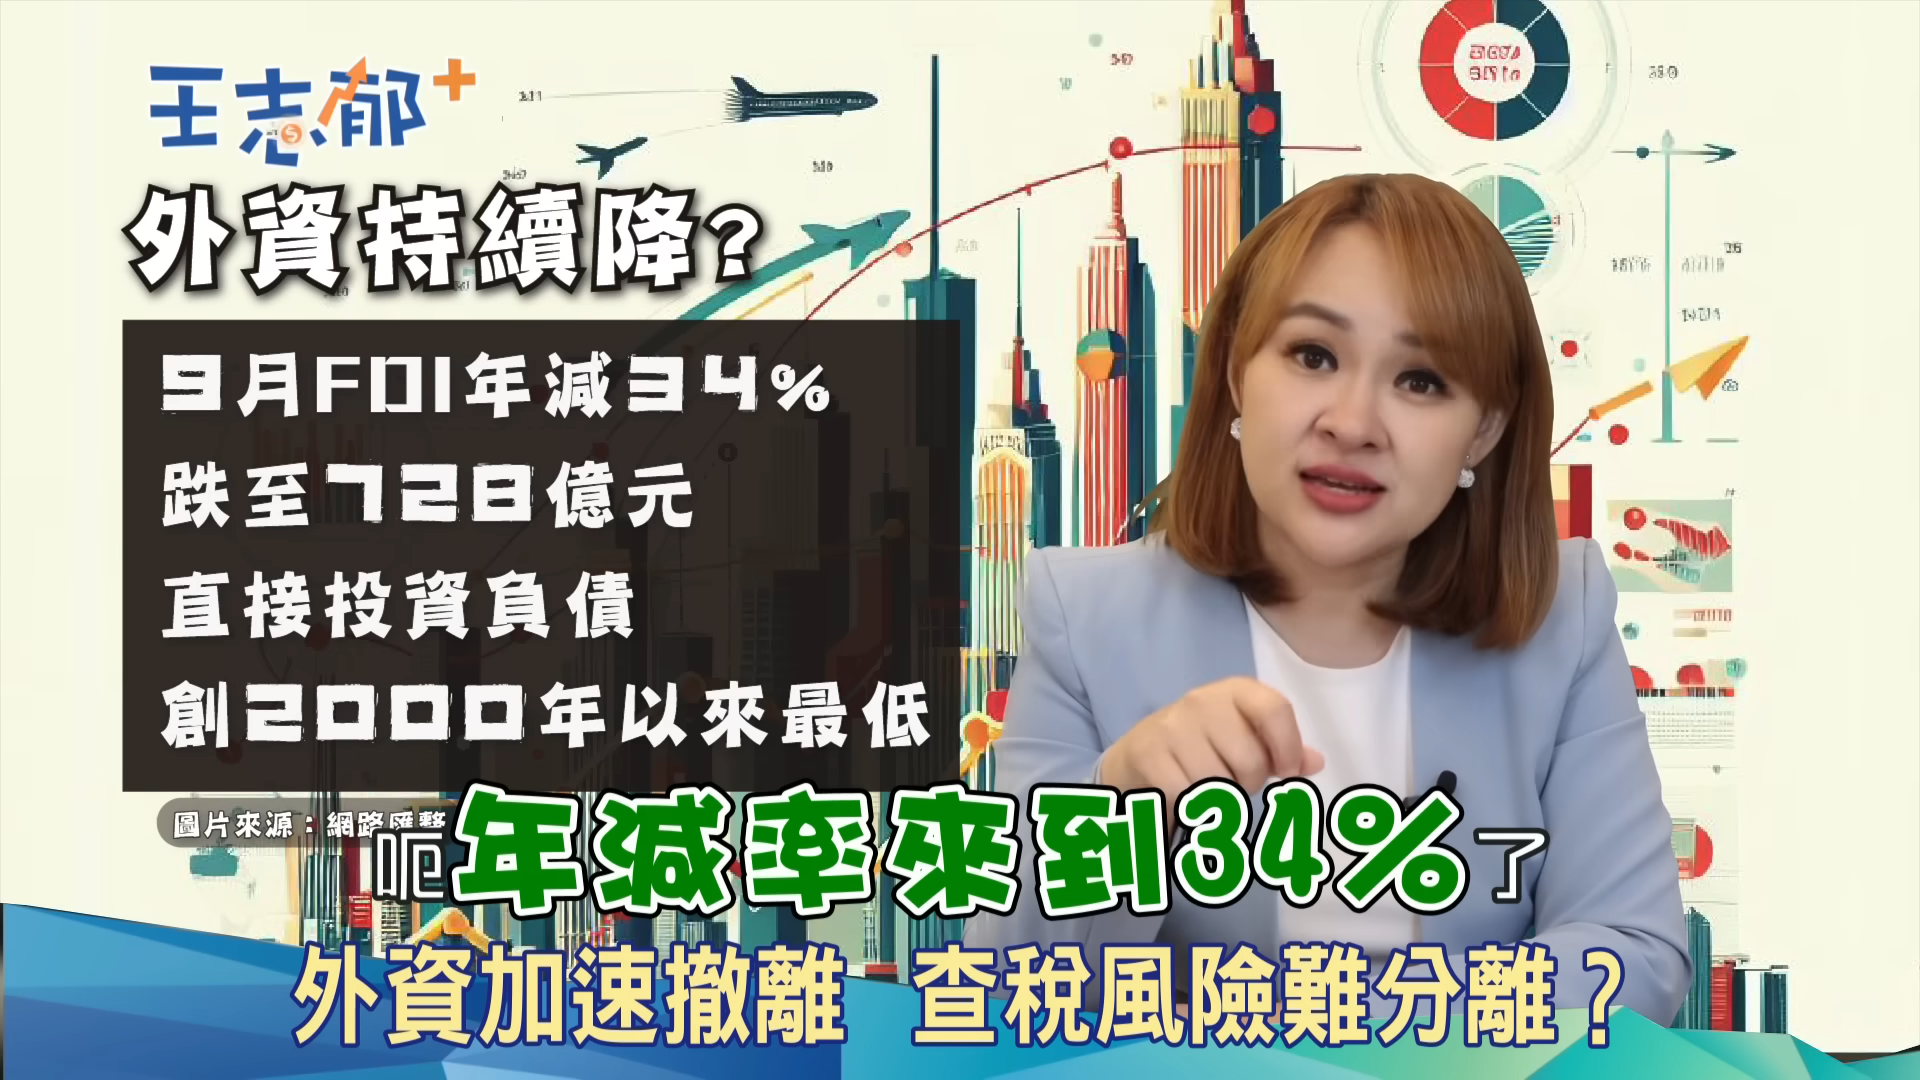 王志郁+
外資持續降?
9月FDI年減34%
跌至728億元
直接投資負債
創2000年以來最低
圖片來源：網路匯整
呃年減率來到34%了
外資加速撤離 查稅風險難分離？